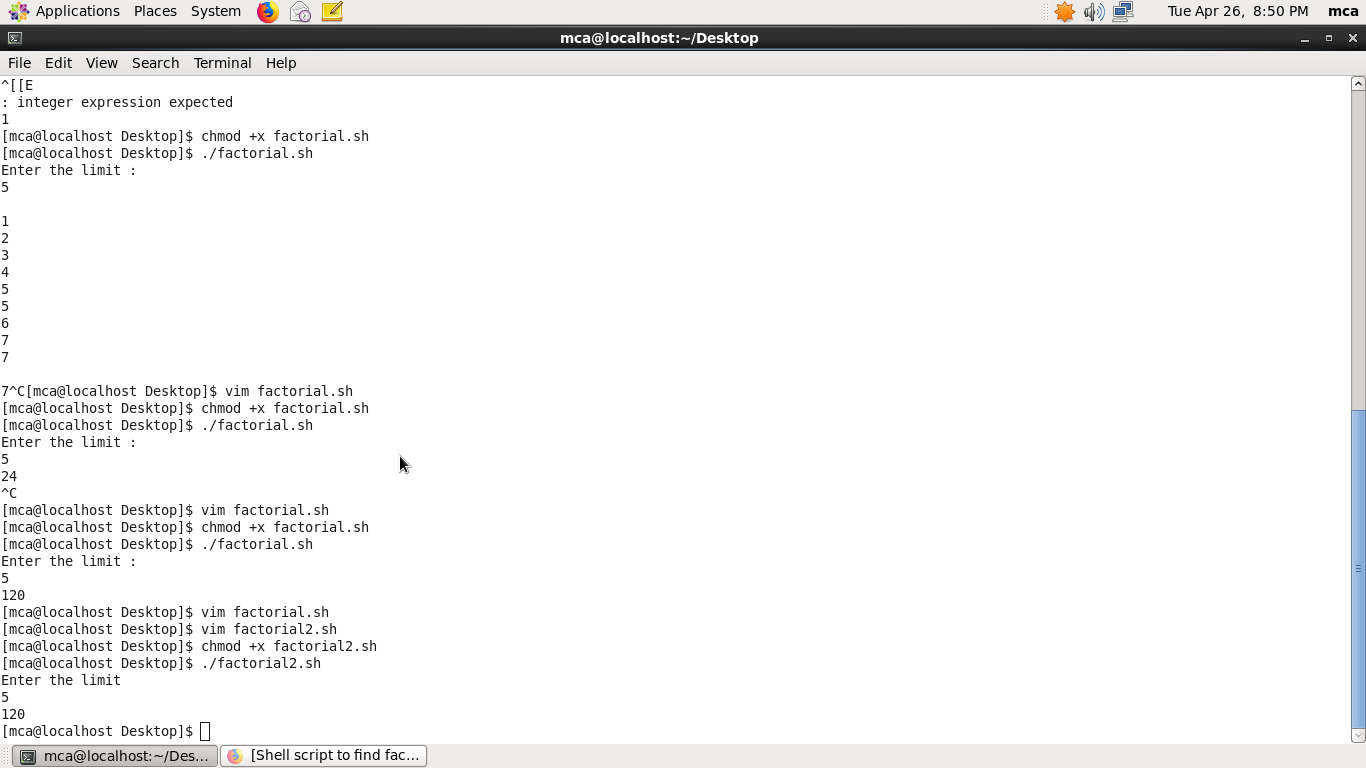 Applications Places System Tue Apr 26, 8:50 PM mca
mca@localhost:~/Desktop
File Edit View Search Terminal Help
^[[E
: integer expression expected
1
[mca@localhost Desktop]$ chmod +x factorial.sh
[mca@localhost Desktop]$ ./factorial.sh
Enter the limit :
5
1
2
3
4
5
5
6
7
7
7^C[mca@localhost Desktop]$ vim factorial.sh
[mca@localhost Desktop]$ chmod +x factorial.sh
[mca@localhost Desktop]$ ./factorial.sh
Enter the limit :
5
24
^C
[mca@localhost Desktop]$ vim factorial.sh
[mca@localhost Desktop]$ chmod +x factorial.sh
[mca@localhost Desktop]$ ./factorial.sh
Enter the limit :
5
120
[mca@localhost Desktop]$ vim factorial.sh
[mca@localhost Desktop]$ vim factorial2.sh
[mca@localhost Desktop]$ chmod +x factorial2.sh
[mca@localhost Desktop]$ ./factorial2.sh
Enter the limit
5
120
[mca@localhost Desktop]$
mca@localhost:~/Des... [Shell script to find fac...